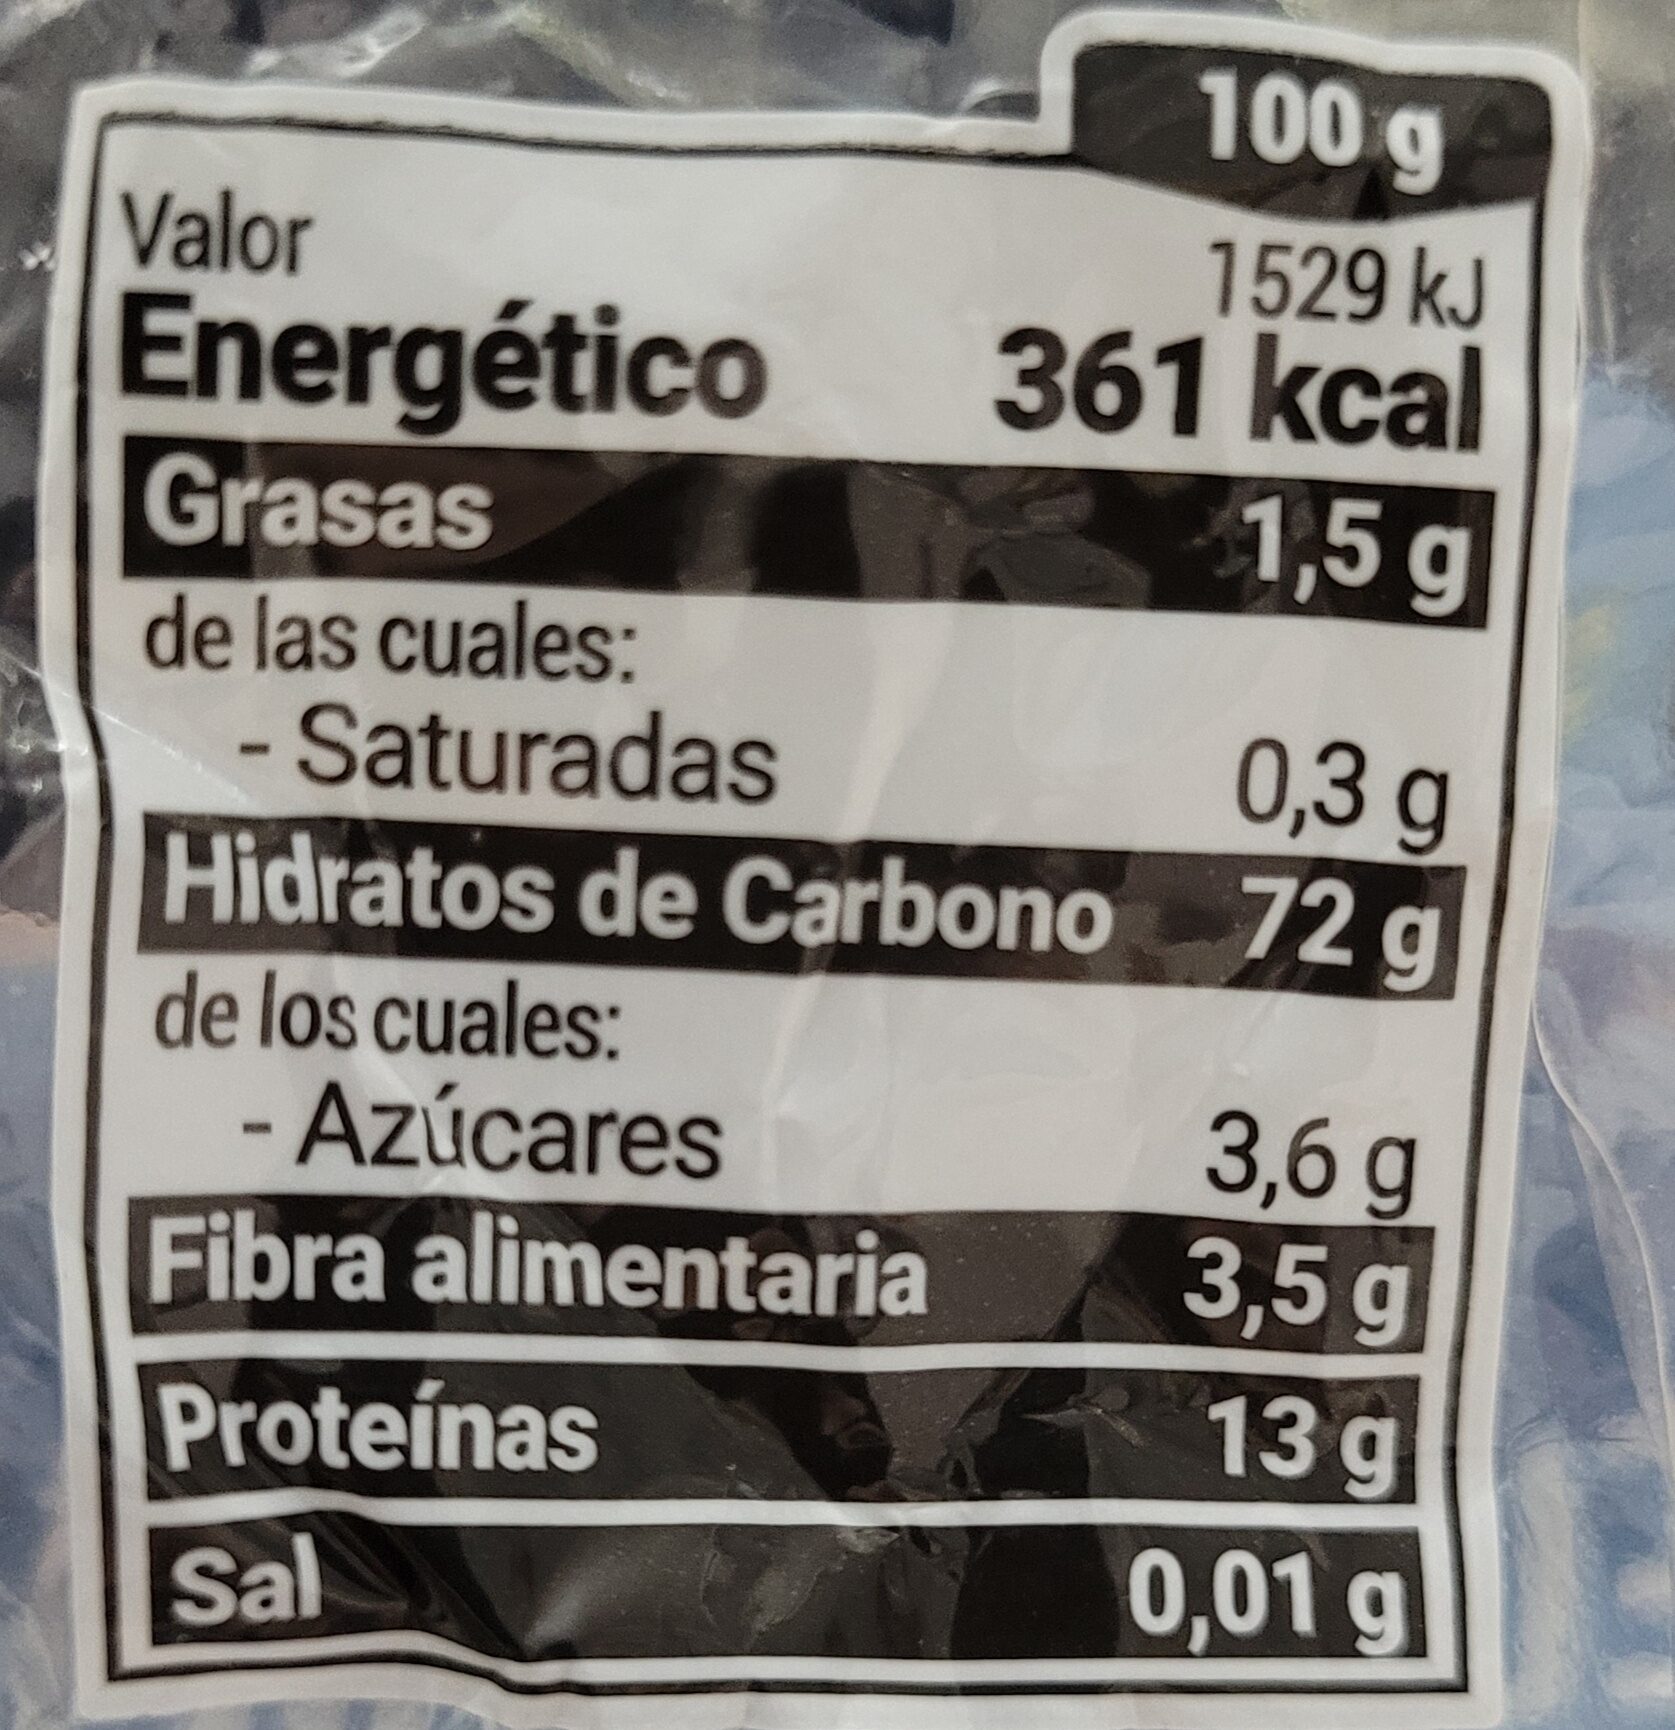 100 g
Valor 1529 kJ
Energético 361 kcal
Grasas 1,5 g
de las cuales:
- Saturadas 0,3 g
Hidratos de Carbono 72 g
de los cuales:
- Azúcares 3,6 g
Fibra alimentaria 3,5 g
Proteínas 13 g
Sal 0,01 g